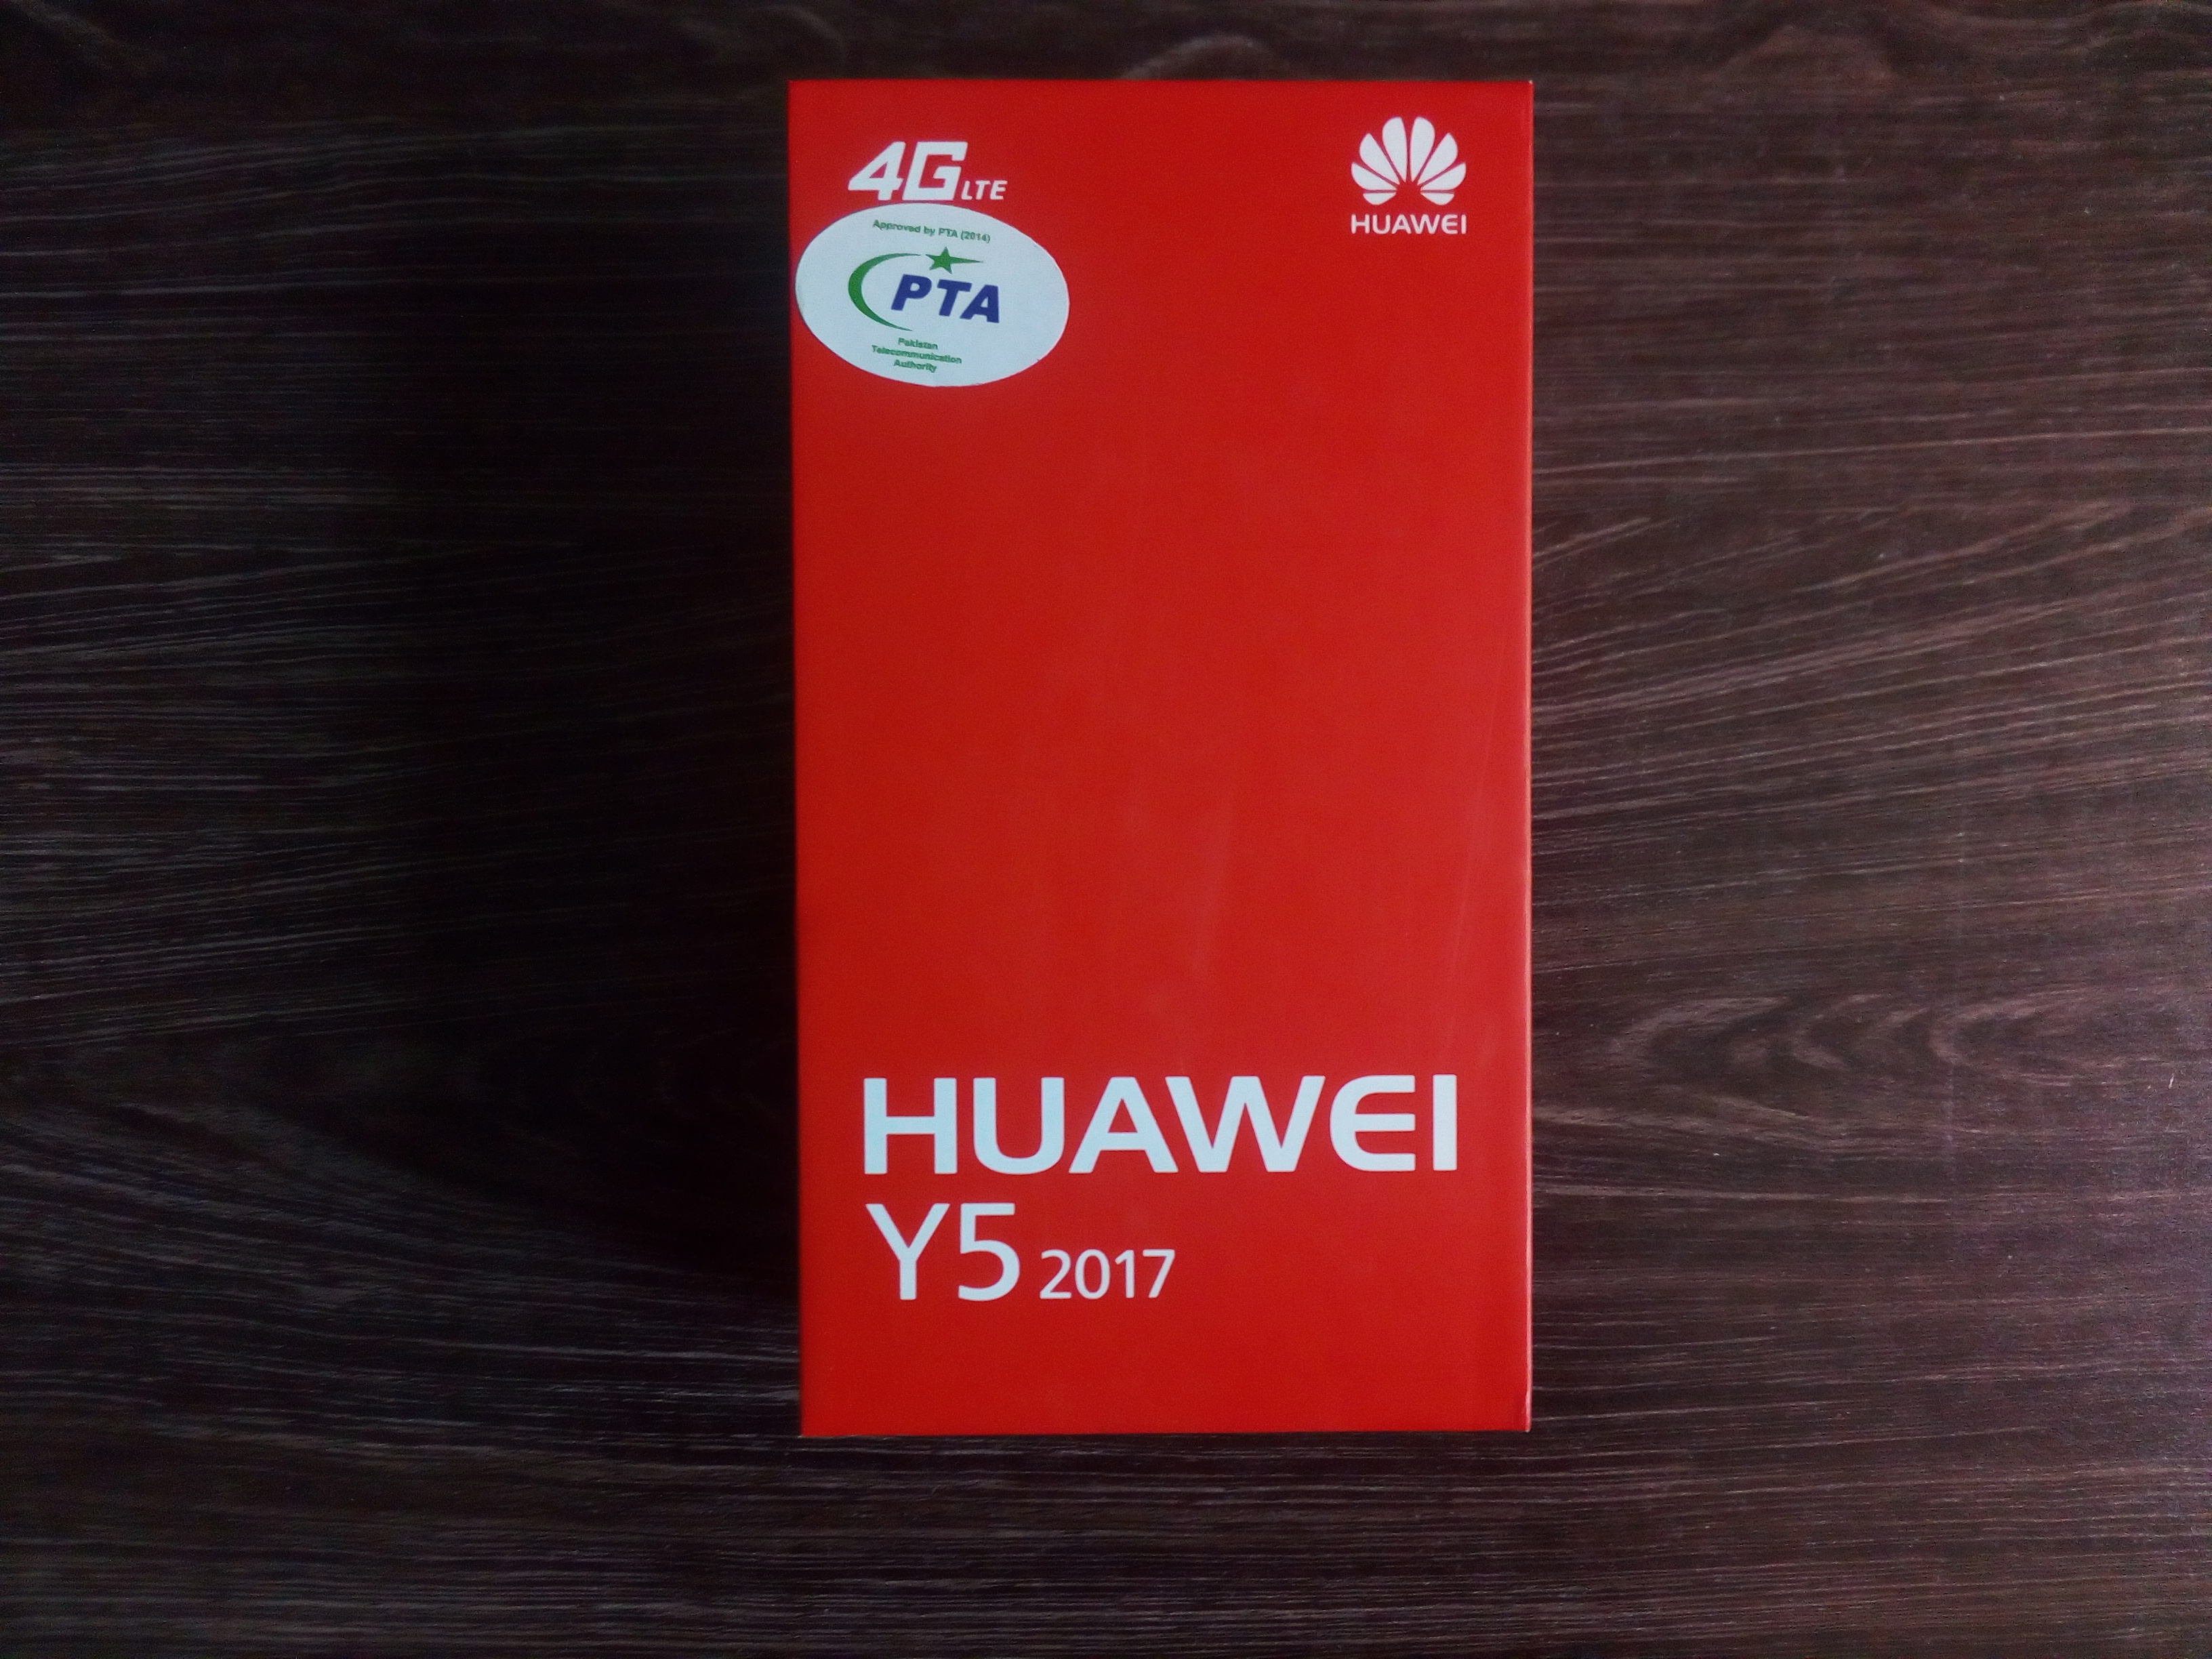 4G LTE
HUAWEI
Approved by PTA (2014)
PTA
Pakistan
Telecommunication
Authority
HUAWEI
Y5 2017